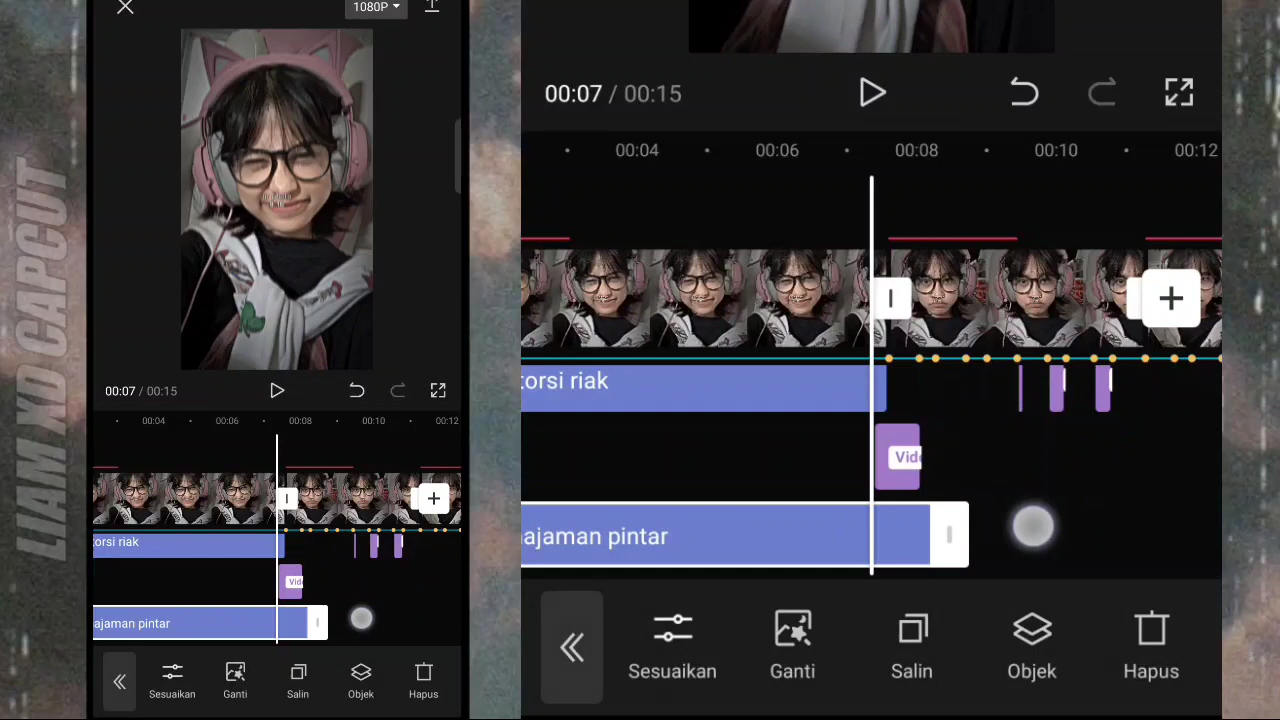 LIAM XD CAPCUT
1080P
00:07 / 00:15
00:04
00:06
00:08
00:10
00:12
torsi riak
Vid
ajaman pintar
Sesuaikan
Ganti
Salin
Objek
Hapus
00:07 / 00:15
00:04
00:06
00:08
00:10
00:12
torsi riak
Vide
ajaman pintar
Sesuaikan
Ganti
Salin
Objek
Hapus